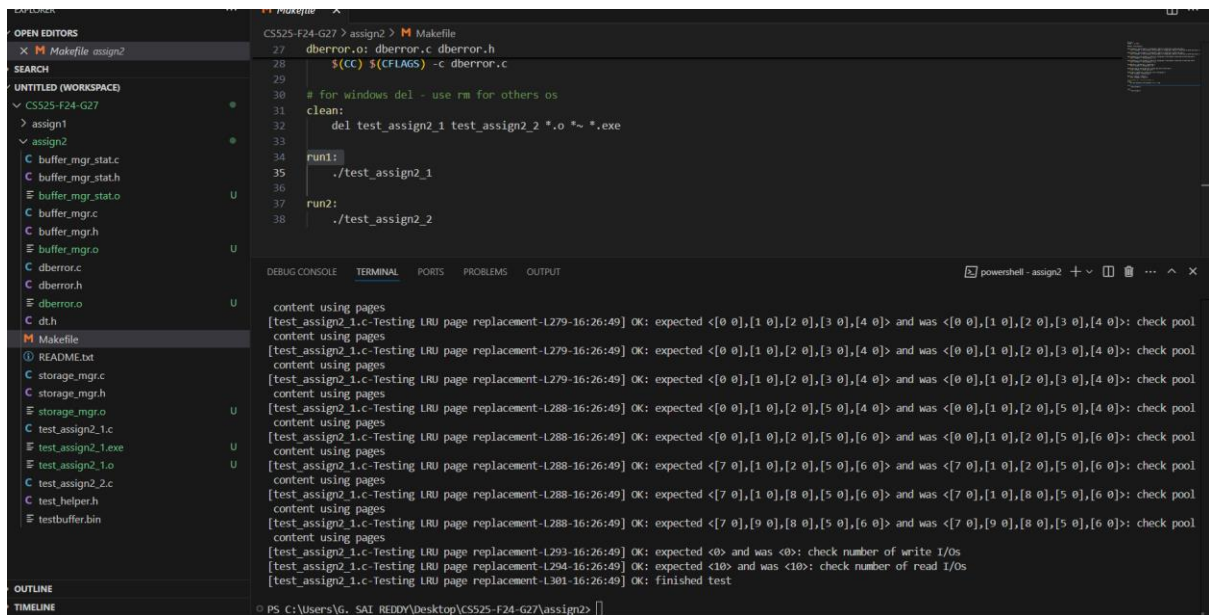 EXPLORER
...
Makefile X
OPEN EDITORS
X M Makefile assign2
SEARCH
UNTITLED (WORKSPACE)
CS525-F24-G27
> assign1
assign2
C buffer_mgr_stat.c
C buffer_mgr_stat.h
buffer_mgr_stat.o U
C buffer_mgr.c
C buffer_mgr.h
buffer_mgr.o U
C dberror.c
C dberror.h
dberror.o U
C dt.h
M Makefile
README.txt
C storage_mgr.c
C storage_mgr.h
storage_mgr.o U
C test_assign2_1.c
test_assign2_1.exe U
test_assign2_1.o U
C test_assign2_2.c
C test_helper.h
testbuffer.bin
OUTLINE
TIMELINE
CS525-F24-G27 > assign2 > M Makefile
27 dberror.o: dberror.c dberror.h
28 $(CC) $(CFLAGS) -c dberror.c
29
30 # for windows del - use rm for others os
31 clean:
32 del test_assign2_1 test_assign2_2 *.o *~ *.exe
33
34 run1:
35 ./test_assign2_1
36
37 run2:
38 ./test_assign2_2
DEBUG CONSOLE TERMINAL PORTS PROBLEMS OUTPUT
powershell - assign2
content using pages
[test_assign2_1.c-Testing LRU page replacement-L279-16:26:49] OK: expected <[0 0],[1 0],[2 0],[3 0],[4 0]> and was <[0 0],[1 0],[2 0],[3 0],[4 0]>: check pool
content using pages
[test_assign2_1.c-Testing LRU page replacement-L279-16:26:49] OK: expected <[0 0],[1 0],[2 0],[3 0],[4 0]> and was <[0 0],[1 0],[2 0],[3 0],[4 0]>: check pool
content using pages
[test_assign2_1.c-Testing LRU page replacement-L279-16:26:49] OK: expected <[0 0],[1 0],[2 0],[3 0],[4 0]> and was <[0 0],[1 0],[2 0],[3 0],[4 0]>: check pool
content using pages
[test_assign2_1.c-Testing LRU page replacement-L288-16:26:49] OK: expected <[0 0],[1 0],[2 0],[5 0],[4 0]> and was <[0 0],[1 0],[2 0],[5 0],[4 0]>: check pool
content using pages
[test_assign2_1.c-Testing LRU page replacement-L288-16:26:49] OK: expected <[0 0],[1 0],[2 0],[5 0],[6 0]> and was <[0 0],[1 0],[2 0],[5 0],[6 0]>: check pool
content using pages
[test_assign2_1.c-Testing LRU page replacement-L288-16:26:49] OK: expected <[7 0],[1 0],[2 0],[5 0],[6 0]> and was <[7 0],[1 0],[2 0],[5 0],[6 0]>: check pool
content using pages
[test_assign2_1.c-Testing LRU page replacement-L288-16:26:49] OK: expected <[7 0],[1 0],[8 0],[5 0],[6 0]> and was <[7 0],[1 0],[8 0],[5 0],[6 0]>: check pool
content using pages
[test_assign2_1.c-Testing LRU page replacement-L288-16:26:49] OK: expected <[7 0],[9 0],[8 0],[5 0],[6 0]> and was <[7 0],[9 0],[8 0],[5 0],[6 0]>: check pool
content using pages
[test_assign2_1.c-Testing LRU page replacement-L293-16:26:49] OK: expected <0> and was <0>: check number of write I/Os
[test_assign2_1.c-Testing LRU page replacement-L294-16:26:49] OK: expected <10> and was <10>: check number of read I/Os
[test_assign2_1.c-Testing LRU page replacement-L301-16:26:49] OK: finished test
PS C:\Users\G. SAI REDDY\Desktop\CS525-F24-G27\assign2>